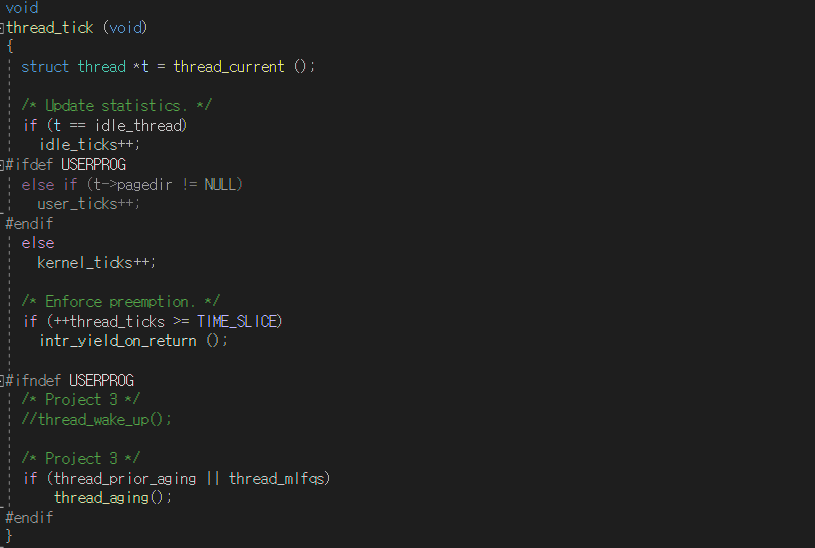 void
thread_tick (void)
{
struct thread *t = thread_current ();
/* Update statistics. */
if (t == idle_thread)
idle_ticks++;
#ifdef USERPROG
else if (t->pagedir != NULL)
user_ticks++;
#endif
else
kernel_ticks++;
/* Enforce preemption. */
if (++thread_ticks >= TIME_SLICE)
intr_yield_on_return ();
#ifndef USERPROG
/* Project 3 */
//thread_wake_up();
/* Project 3 */
if (thread_prior_aging || thread_mlfqs)
thread_aging();
#endif
}